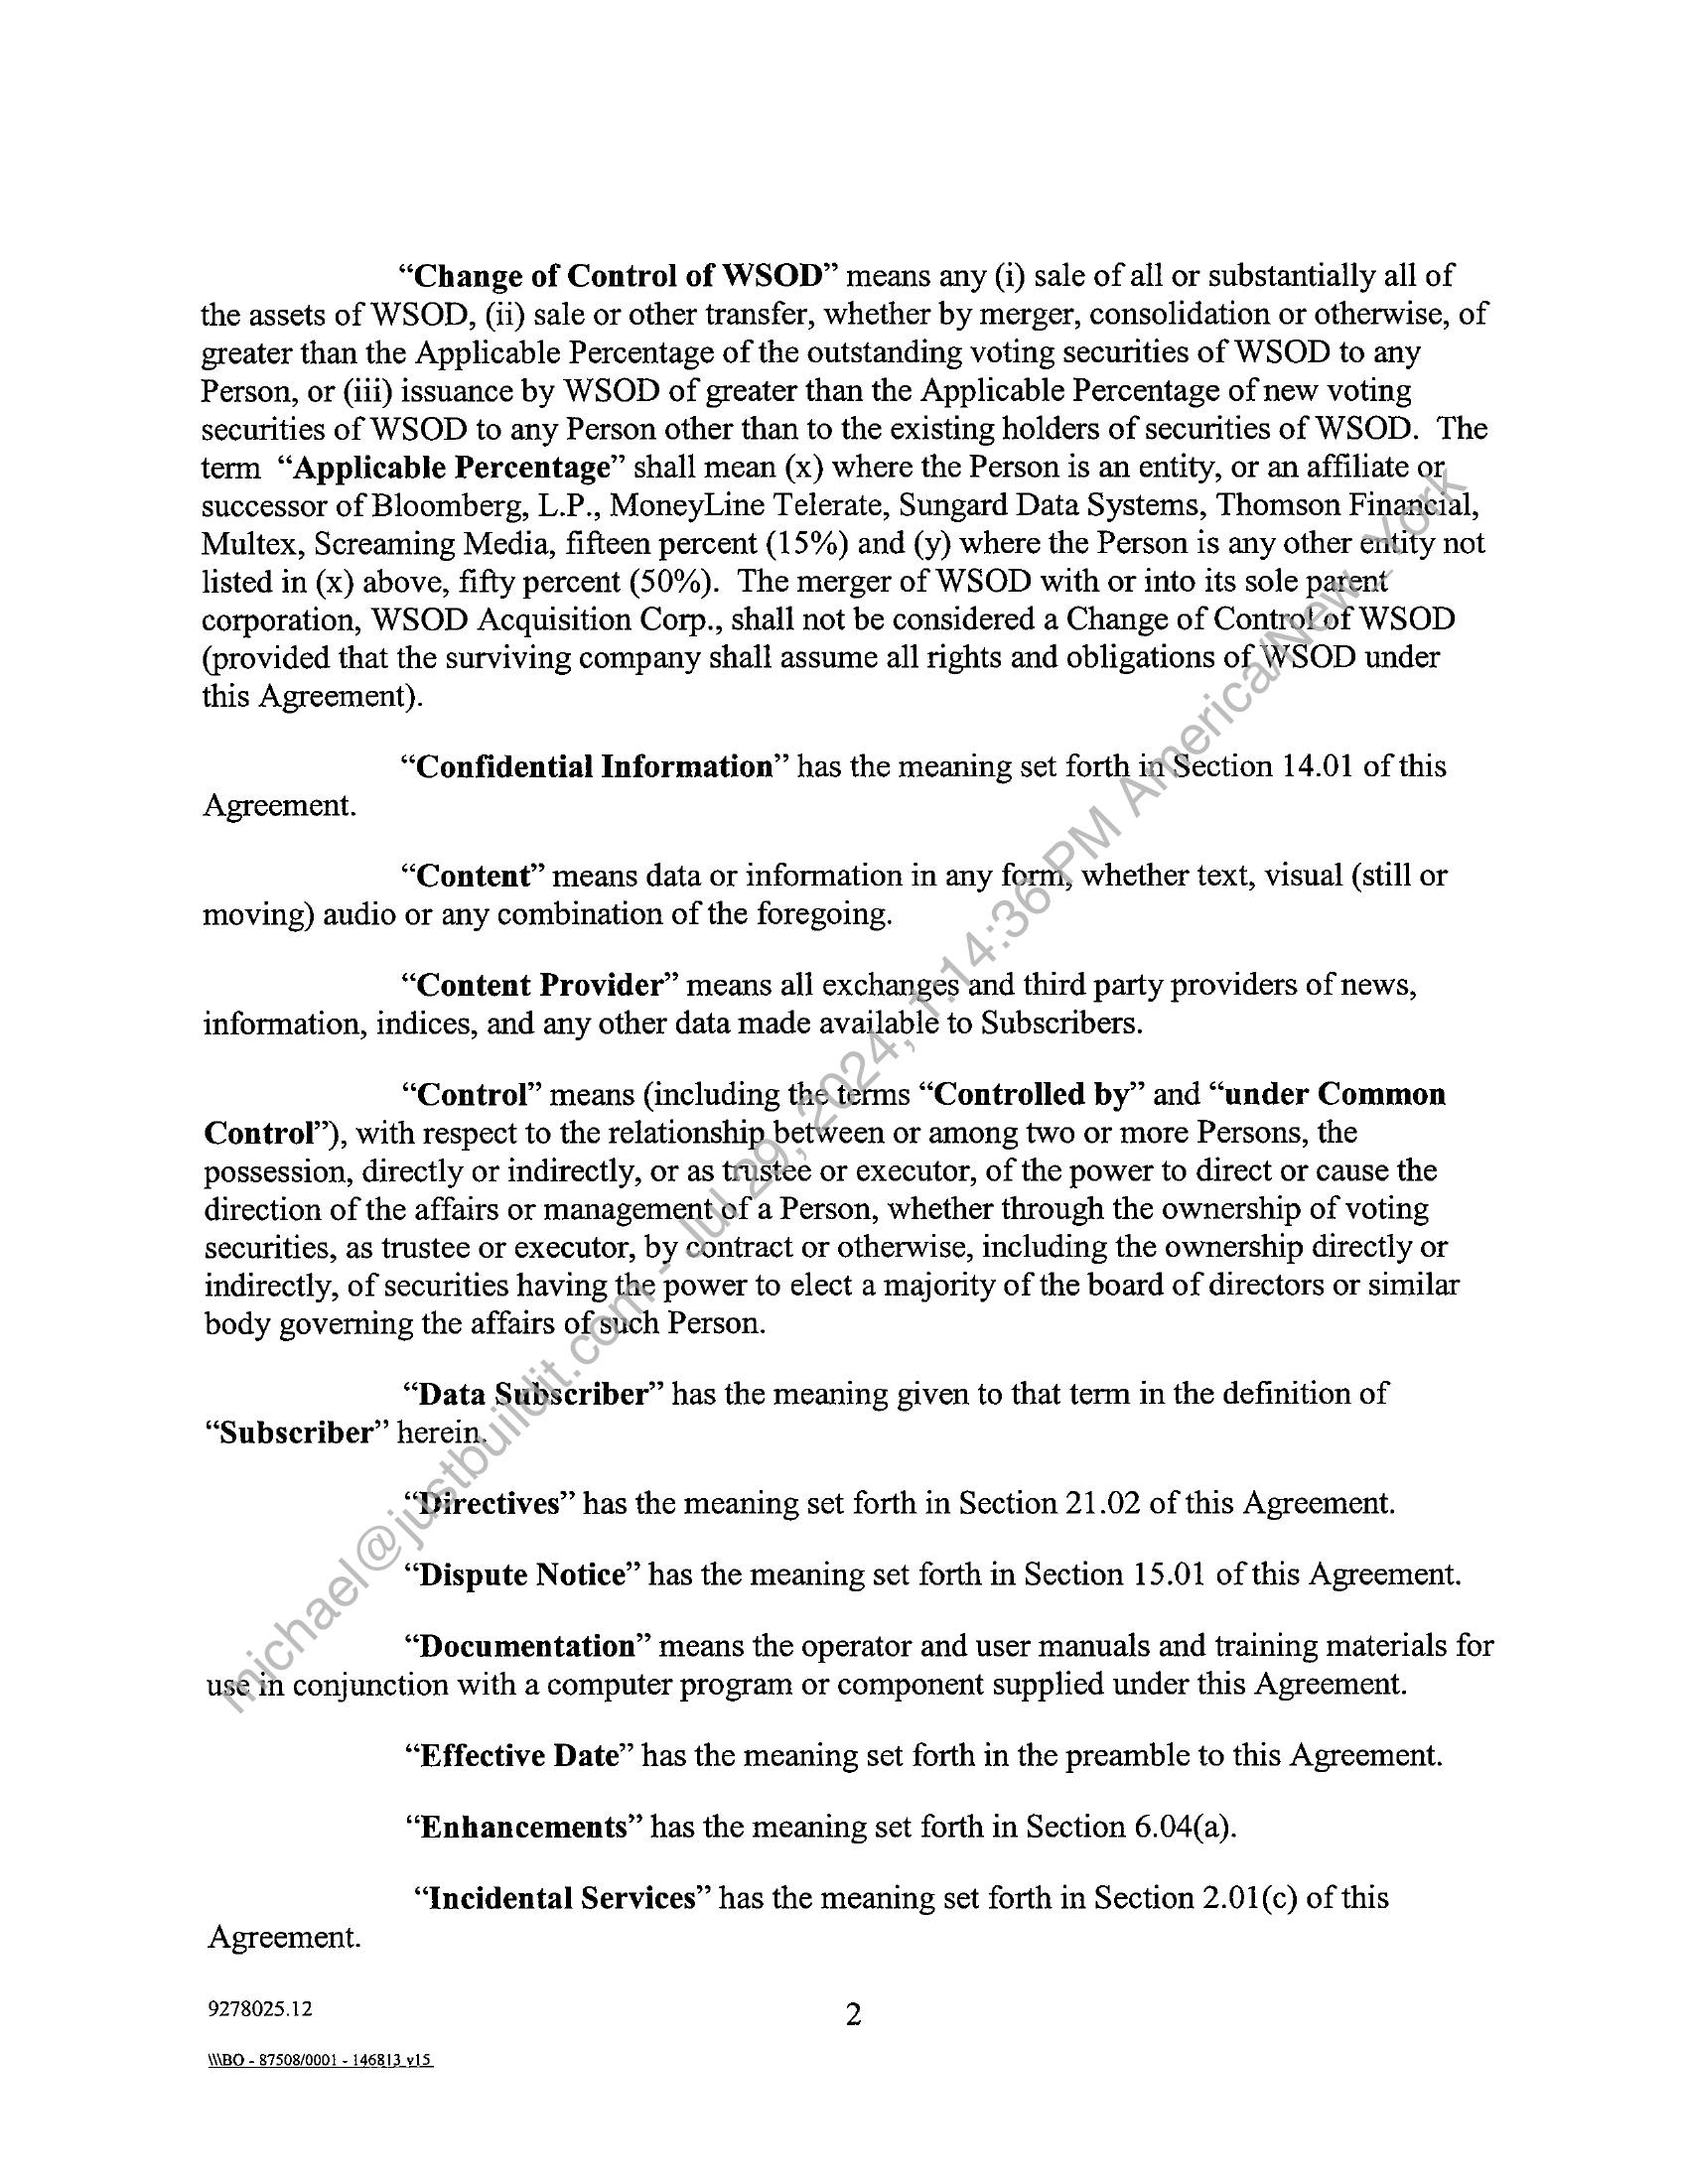 “Change of Control of WSOD” means any (i) sale of all or substantially all of
the assets of WSOD, (ii) sale or other transfer, whether by merger, consolidation or otherwise, of
greater than the Applicable Percentage of the outstanding voting securities of WSOD to any
Person, or (iii) issuance by WSOD of greater than the Applicable Percentage of new voting
securities of WSOD to any Person other than to the existing holders of securities of WSOD. The
term “Applicable Percentage” shall mean (x) where the Person is an entity, or an affiliate or
successor of Bloomberg, L.P., MoneyLine Telerate, Sungard Data Systems, Thomson Financial,
Multex, Screaming Media, fifteen percent (15%) and (y) where the Person is any other entity not
listed in (x) above, fifty percent (50%). The merger of WSOD with or into its sole parent
corporation, WSOD Acquisition Corp., shall not be considered a Change of Control of WSOD
(provided that the surviving company shall assume all rights and obligations of WSOD under
this Agreement).
“Confidential Information” has the meaning set forth in Section 14.01 of this
Agreement.
“Content” means data or information in any form, whether text, visual (still or
moving) audio or any combination of the foregoing.
“Content Provider” means all exchanges and third party providers of news,
information, indices, and any other data made available to Subscribers.
“Control” means (including the terms “Controlled by” and “under Common
Control”), with respect to the relationship between or among two or more Persons, the
possession, directly or indirectly, or as trustee or executor, of the power to direct or cause the
direction of the affairs or management of a Person, whether through the ownership of voting
securities, as trustee or executor, by contract or otherwise, including the ownership directly or
indirectly, of securities having the power to elect a majority of the board of directors or similar
body governing the affairs of such Person.
“Data Subscriber” has the meaning given to that term in the definition of
“Subscriber” herein.
“Directives” has the meaning set forth in Section 21.02 of this Agreement.
“Dispute Notice” has the meaning set forth in Section 15.01 of this Agreement.
“Documentation” means the operator and user manuals and training materials for
use in conjunction with a computer program or component supplied under this Agreement.
“Effective Date” has the meaning set forth in the preamble to this Agreement.
“Enhancements” has the meaning set forth in Section 6.04(a).
“Incidental Services” has the meaning set forth in Section 2.01(c) of this
Agreement.
9278025.12
2
\\\BO - 87508/0001 - 146813 v15
michael@justbuildit.com - Jul 29, 2024, 1:14:36 PM America/New_York